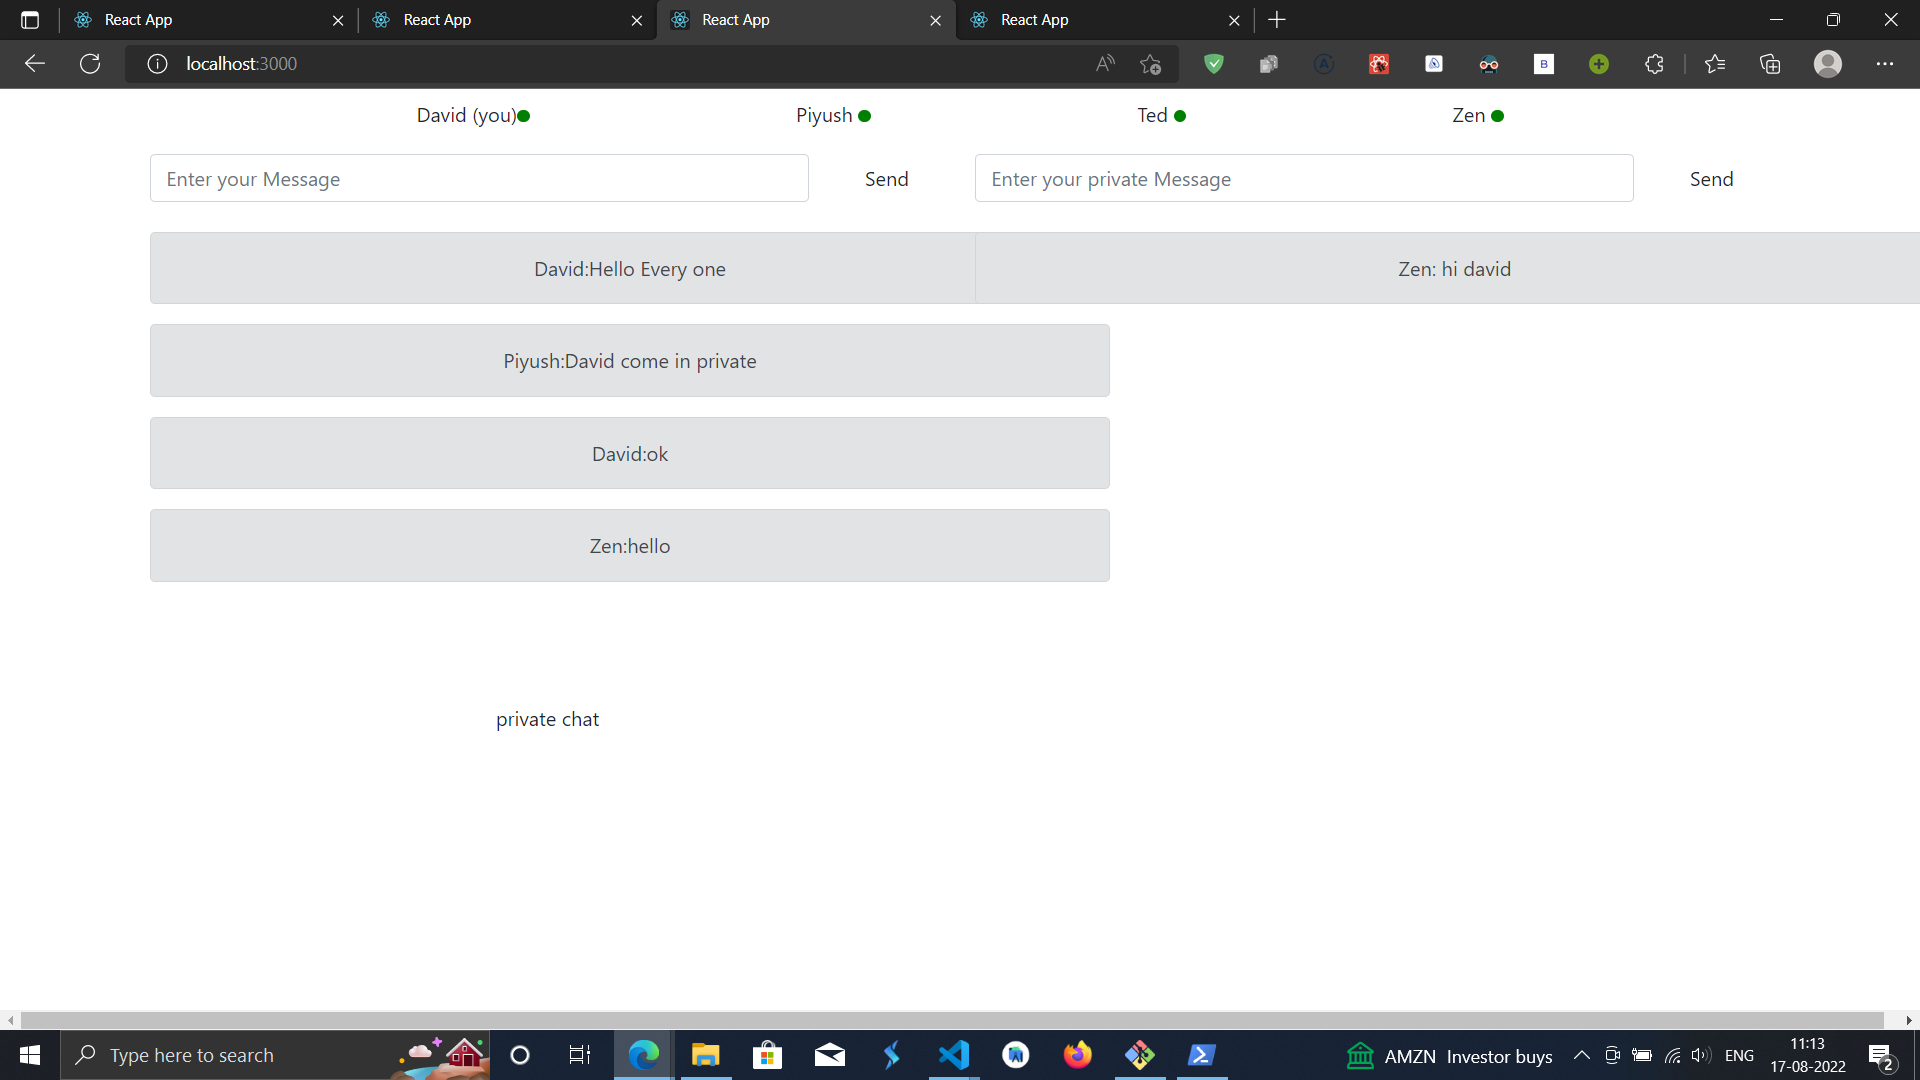 React App
React App
React App
React App
localhost:3000
David (you)
Piyush
Ted
Zen
Enter your Message
Send
Enter your private Message
Send
David:Hello Every one
Zen: hi david
Piyush:David come in private
David:ok
Zen:hello
private chat
Type here to search
AMZN Investor buys
ENG
11:13
17-08-2022
2